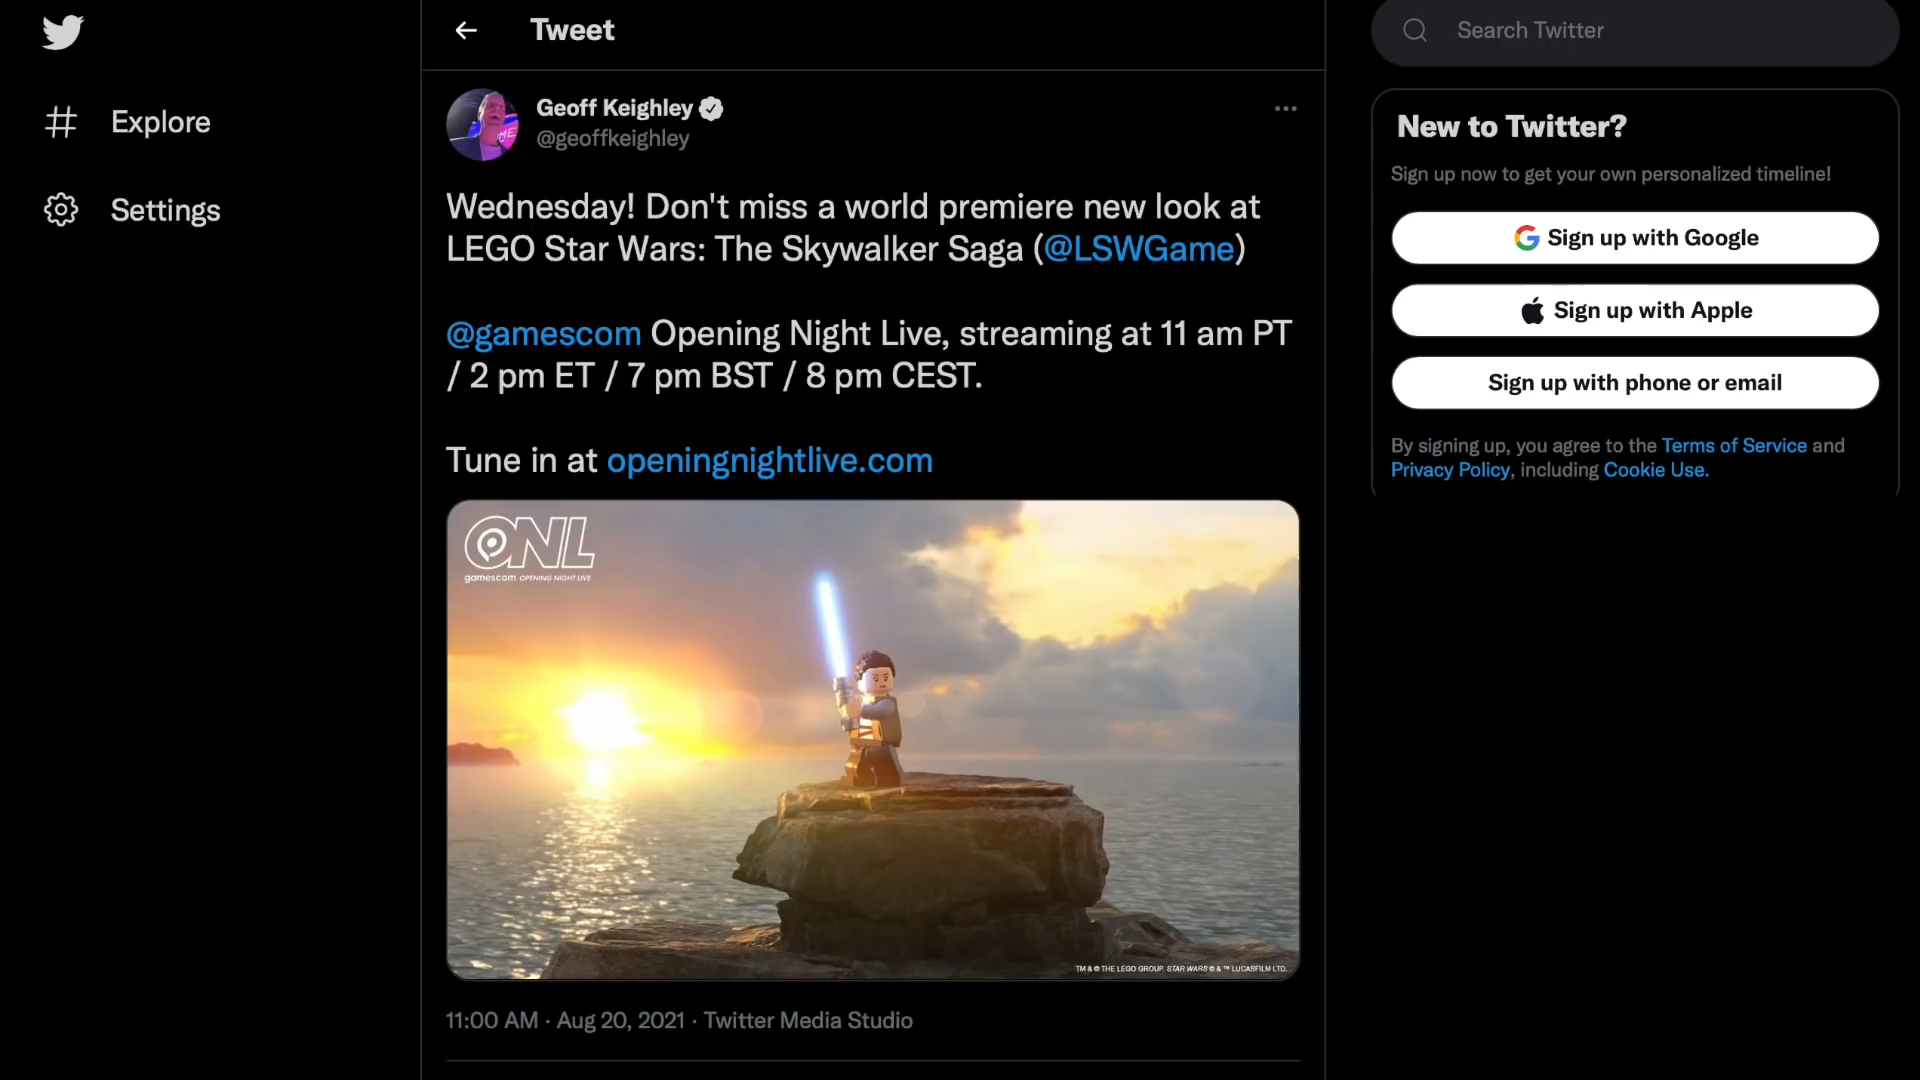 Tweet
Search Twitter
Explore
Settings
Geoff Keighley
@geoffkeighley
Wednesday! Don't miss a world premiere new look at
LEGO Star Wars: The Skywalker Saga (@LSWGame)
@gamescom Opening Night Live, streaming at 11 am PT
/ 2 pm ET / 7 pm BST / 8 pm CEST.
Tune in at openingnightlive.com
ONL
gamescom OPENING NIGHT LIVE
TM & © THE LEGO GROUP. STAR WARS © & ™ LUCASFILM LTD.
11:00 AM · Aug 20, 2021 · Twitter Media Studio
New to Twitter?
Sign up now to get your own personalized timeline!
Sign up with Google
Sign up with Apple
Sign up with phone or email
By signing up, you agree to the Terms of Service and
Privacy Policy, including Cookie Use.